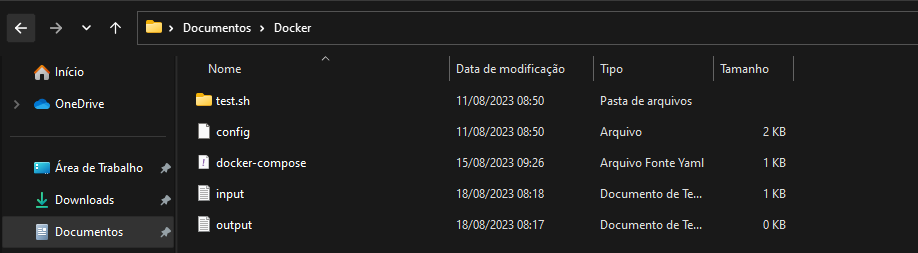 Documentos > Docker
Nome Data de modificação Tipo Tamanho
Início
OneDrive
Área de Trabalho
Downloads
Documentos
test.sh 11/08/2023 08:50 Pasta de arquivos
config 11/08/2023 08:50 Arquivo 2 KB
docker-compose 15/08/2023 09:26 Arquivo Fonte Yaml 1 KB
input 18/08/2023 08:18 Documento de Te... 1 KB
output 18/08/2023 08:17 Documento de Te... 0 KB